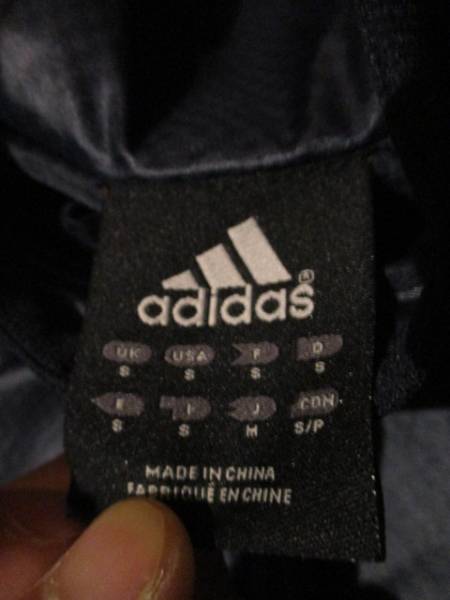 adidas®
UK USA F D
S S S S
E I J CDN
S S M S/P
MADE IN CHINA
FABRIQUÉ EN CHINE